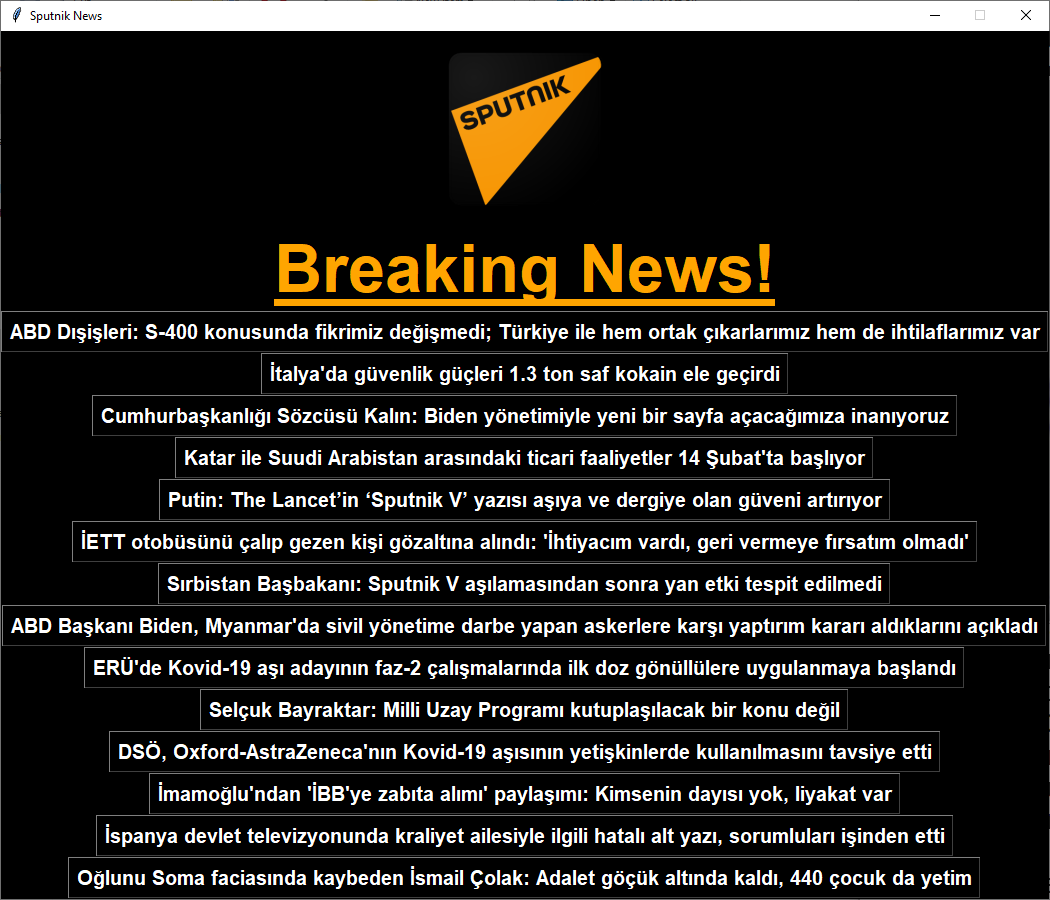 Sputnik News
SPUTNIK
Breaking News!
ABD Dışişleri: S-400 konusunda fikrimiz değişmedi; Türkiye ile hem ortak çıkarlarımız hem de ihtilaflarımız var
İtalya'da güvenlik güçleri 1.3 ton saf kokain ele geçirdi
Cumhurbaşkanlığı Sözcüsü Kalın: Biden yönetimiyle yeni bir sayfa açacağımıza inanıyoruz
Katar ile Suudi Arabistan arasındaki ticari faaliyetler 14 Şubat'ta başlıyor
Putin: The Lancet’in ‘Sputnik V’ yazısı aşıya ve dergiye olan güveni artırıyor
İETT otobüsünü çalıp gezen kişi gözaltına alındı: 'İhtiyacım vardı, geri vermeye fırsatım olmadı'
Sırbistan Başbakanı: Sputnik V aşılamasından sonra yan etki tespit edilmedi
ABD Başkanı Biden, Myanmar'da sivil yönetime darbe yapan askerlere karşı yaptırım kararı aldıklarını açıkladı
ERÜ'de Kovid-19 aşı adayının faz-2 çalışmalarında ilk doz gönüllülere uygulanmaya başlandı
Selçuk Bayraktar: Milli Uzay Programı kutuplaşılacak bir konu değil
DSÖ, Oxford-AstraZeneca'nın Kovid-19 aşısının yetişkinlerde kullanılmasını tavsiye etti
İmamoğlu'ndan 'İBB'ye zabıta alımı' paylaşımı: Kimsenin dayısı yok, liyakat var
İspanya devlet televizyonunda kraliyet ailesiyle ilgili hatalı alt yazı, sorumluları işinden etti
Oğlunu Soma faciasında kaybeden İsmail Çolak: Adalet göçük altında kaldı, 440 çocuk da yetim